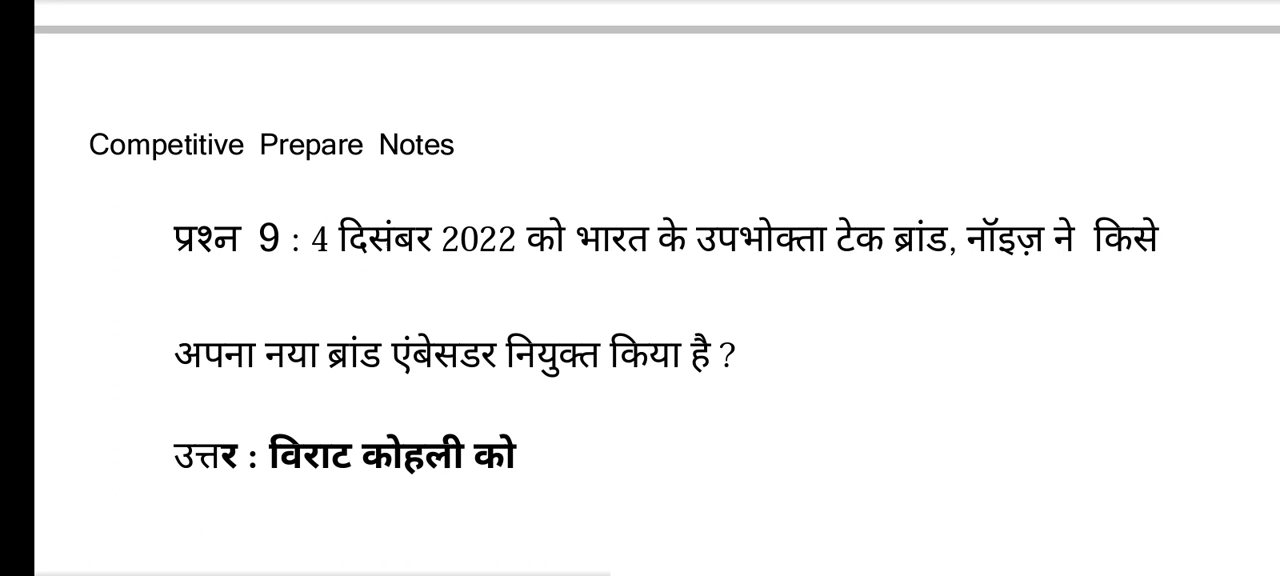 Competitive Prepare Notes
प्रश्न 9 : 4 दिसंबर 2022 को भारत के उपभोक्ता टेक ब्रांड, नॉइज़ ने किसे
अपना नया ब्रांड एंबेसडर नियुक्त किया है ?
उत्तर : विराट कोहली को